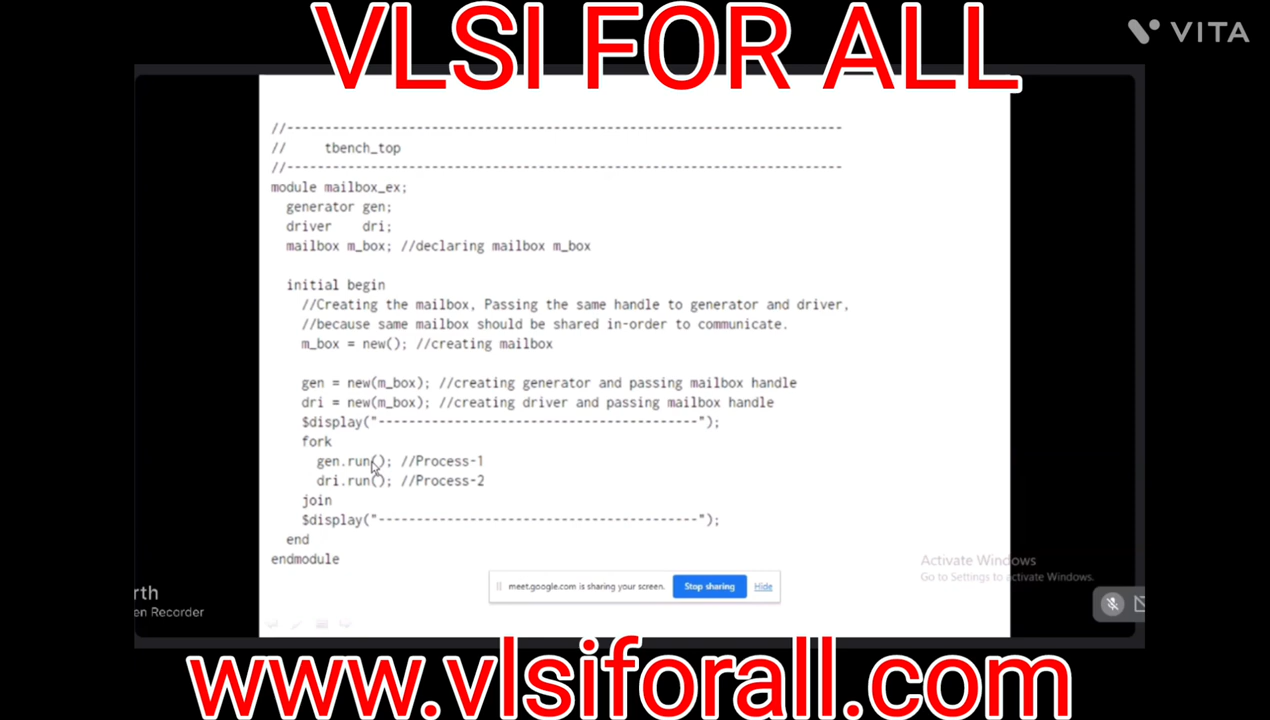 VLSI FOR ALL
VITA
//-------------------------------------------------------------------------
//     tbench_top
//-------------------------------------------------------------------------
module mailbox_ex;
  generator gen;
  driver    dri;
  mailbox m_box; //declaring mailbox m_box
  initial begin
    //Creating the mailbox, Passing the same handle to generator and driver,
    //because same mailbox should be shared in-order to communicate.
    m_box = new(); //creating mailbox
    gen = new(m_box); //creating generator and passing mailbox handle
    dri = new(m_box); //creating driver and passing mailbox handle
    $display("------------------------------------------");
    fork
      gen.run(); //Process-1
      dri.run(); //Process-2
    join
    $display("------------------------------------------");
  end
endmodule
Activate Windows
Go to Settings to activate Windows.
meet.google.com is sharing your screen.
Stop sharing
Hide
rth
en Recorder
www.vlsiforall.com